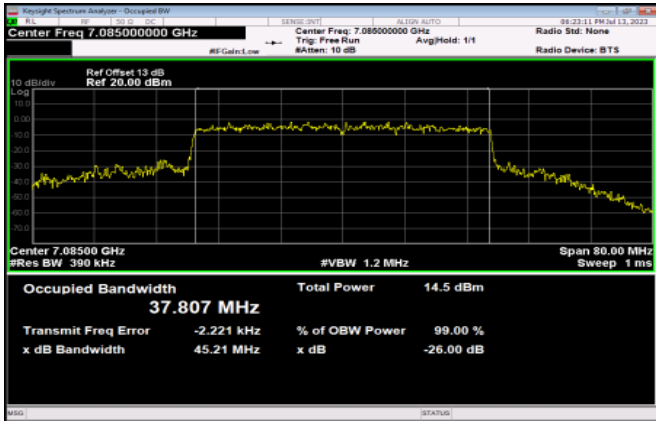 Keysight Spectrum Analyzer - Occupied BW
RL RF 50 Ω DC SENSE:INT ALIGN AUTO 06:23:11 PM Jul 13, 2023
Center Freq 7.085000000 GHz Center Freq: 7.085000000 GHz Radio Std: None
Trig: Free Run Avg|Hold: 1/1
#IFGain:Low #Atten: 10 dB Radio Device: BTS
Ref Offset 13 dB
10 dB/div Ref 20.00 dBm
Log
10.0
0.00
-10.0
-20.0
-30.0
-40.0
-50.0
-60.0
-70.0
Center 7.08500 GHz Span 80.00 MHz
#Res BW 390 kHz #VBW 1.2 MHz Sweep 1 ms
Occupied Bandwidth Total Power 14.5 dBm
37.807 MHz
Transmit Freq Error -2.221 kHz % of OBW Power 99.00 %
x dB Bandwidth 45.21 MHz x dB -26.00 dB
MSG STATUS